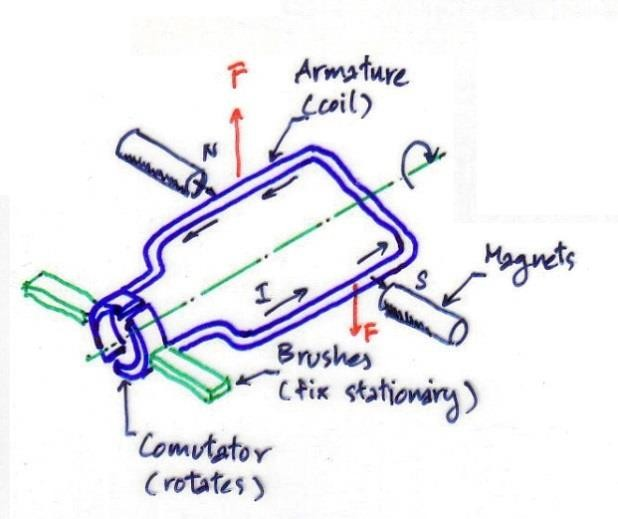 F
Armature
(coil)
N
Magnets
S
I
F
Brushes
(fix stationary)
Comutator
(rotates)